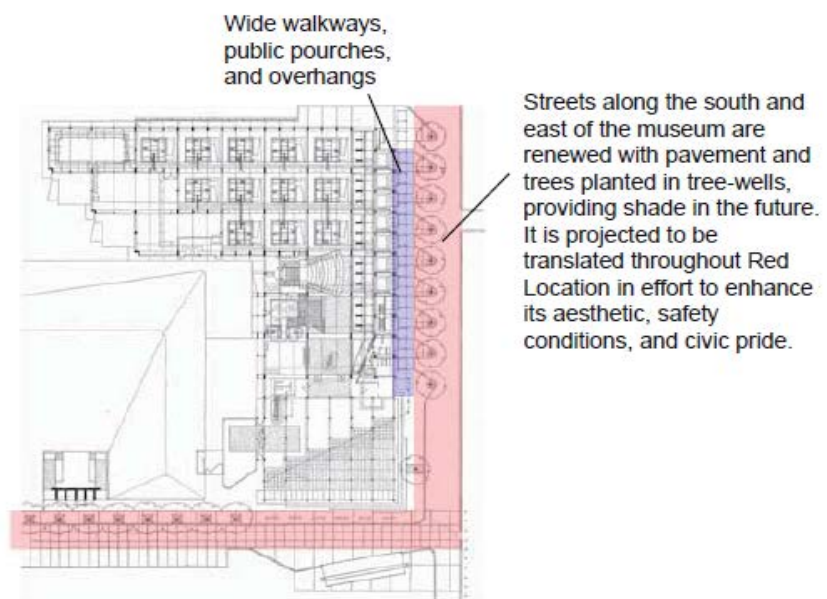 Wide walkways,
public pourches,
and overhangs
Streets along the south and
east of the museum are
renewed with pavement and
trees planted in tree-wells,
providing shade in the future.
It is projected to be
translated throughout Red
Location in effort to enhance
its aesthetic, safety
conditions, and civic pride.